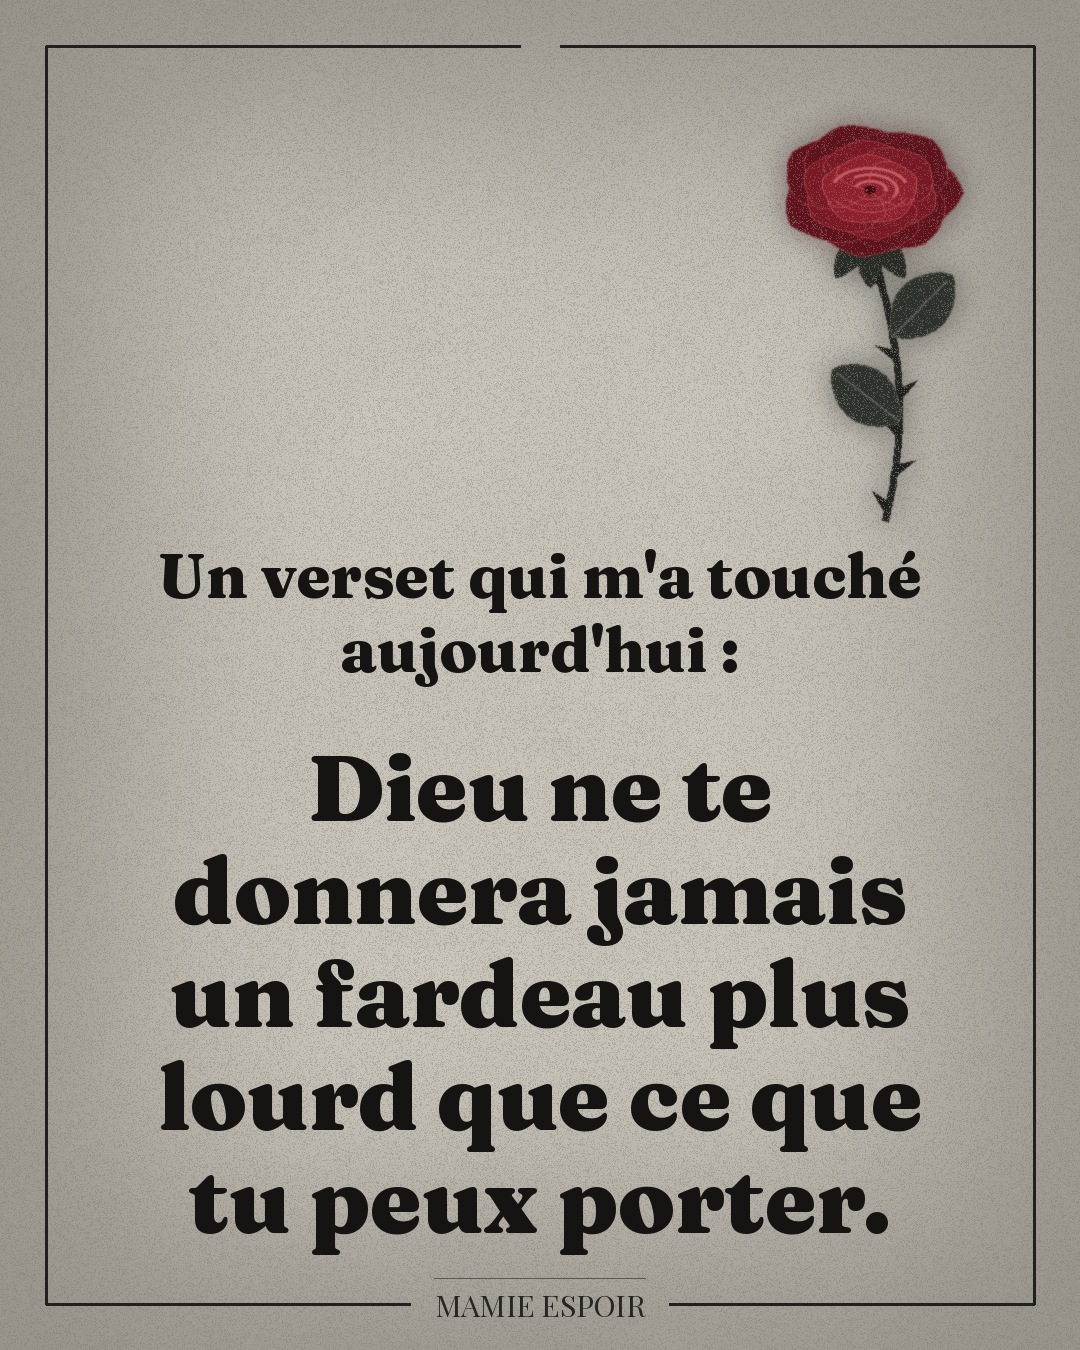 Un verset qui m'a touché
aujourd'hui :
Dieu ne te
donnera jamais
un fardeau plus
lourd que ce que
tu peux porter.
MAMIE ESPOIR